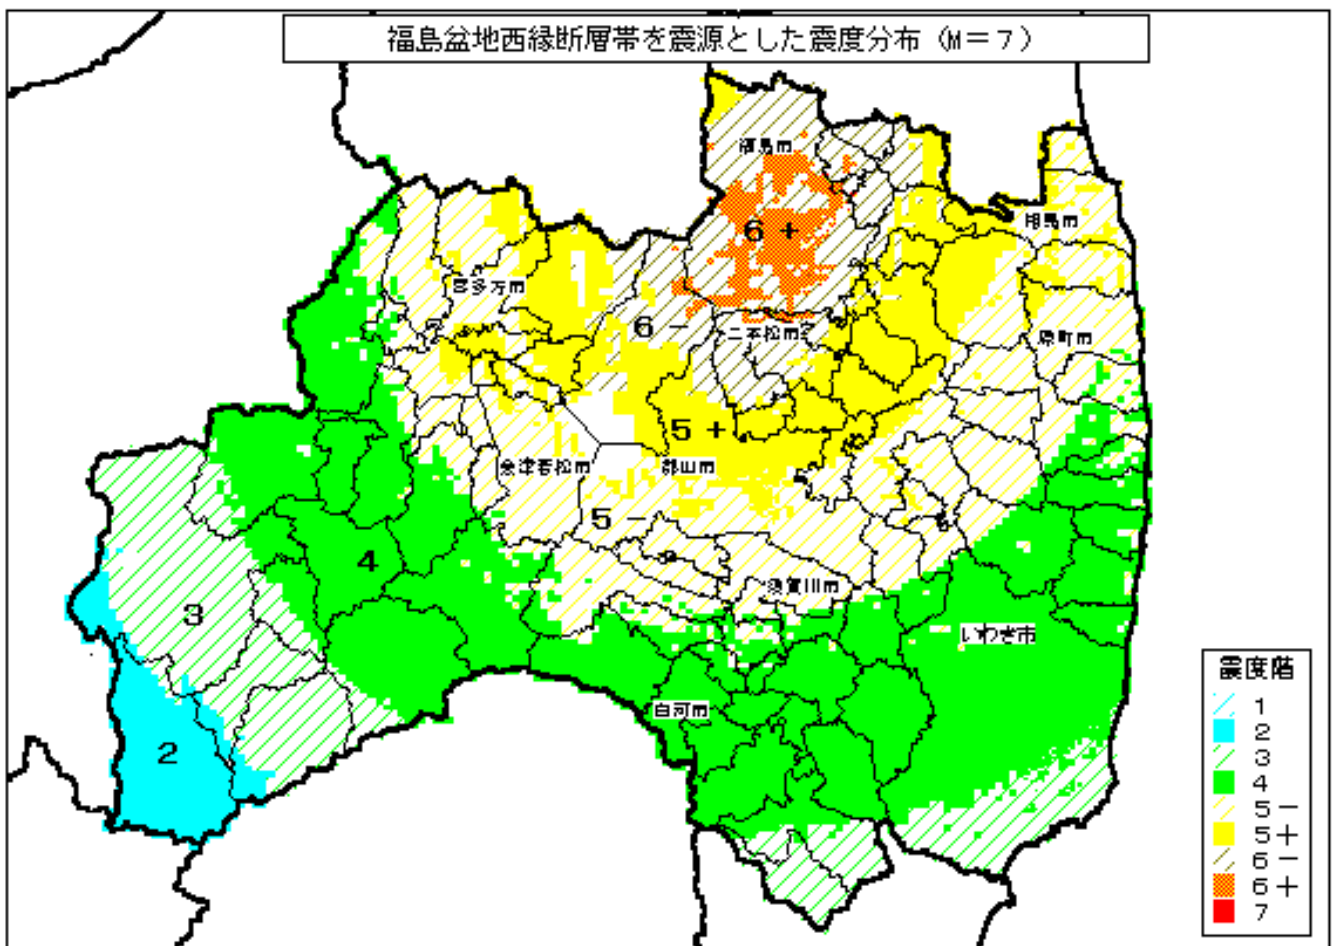 福島盆地西縁断層帯を震源とした震度分布（M＝７）
福島市
相馬市
6＋
喜多方市
6－
二本松市
原町市
5＋
会津若松市
郡山市
5－
4
須賀川市
3
いわき市
白河市
2
震度階
1
2
3
4
5－
5＋
6－
6＋
7